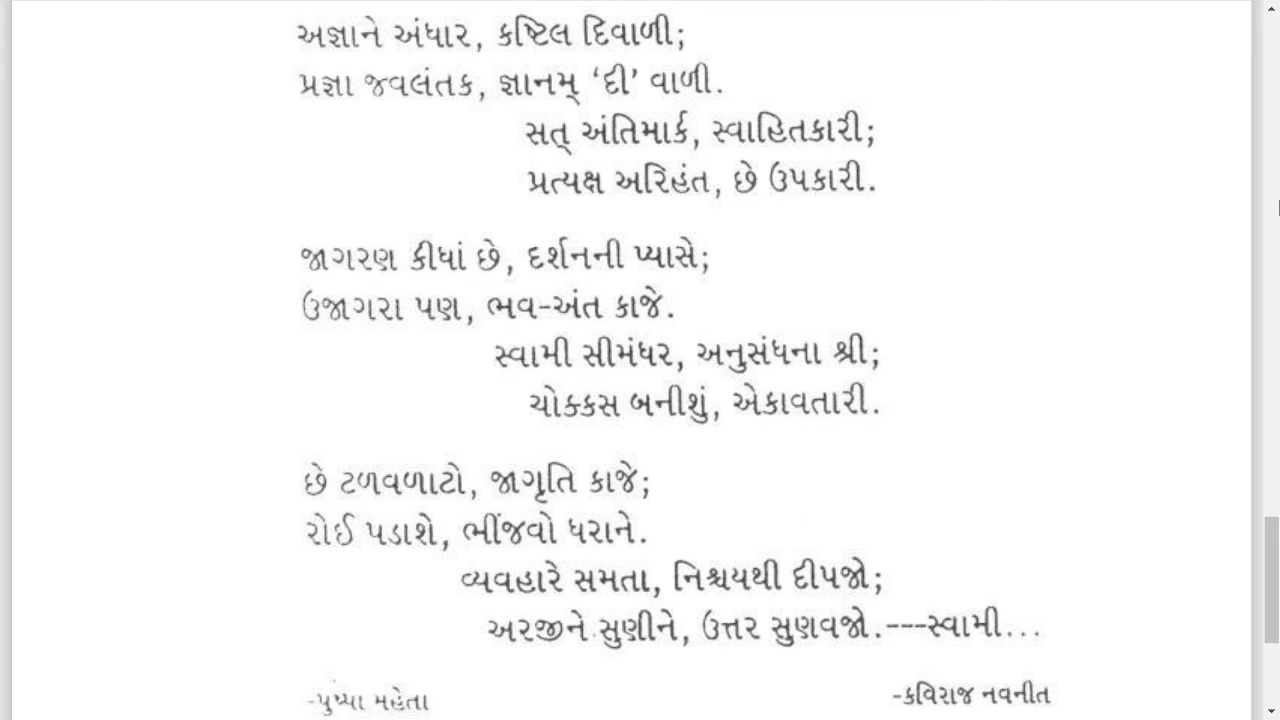 અજ્ઞાને અંધાર, કષ્ટિલ દિવાળી;
પ્રજ્ઞા જવલંતક, જ્ઞાનમ્ ‘દી’ વાળી.
સત્ અંતિમાર્ક, સ્વાહિતકારી;
પ્રત્યક્ષ અરિહંત, છે ઉપકારી.
જાગરણ કીધાં છે, દર્શનની પ્યાસે;
ઉજાગરા પણ, ભવ-અંત કાજે.
સ્વામી સીમંધર, અનુસંધના શ્રી;
ચોક્કસ બનીશું, એકાવતારી.
છે ટળવળાટો, જાગૃતિ કાજે;
રોઈ પડાશે, ભીંજવો ધરાને.
વ્યવહારે સમતા, નિશ્ચયથી દીપજો;
અરજીને સુણીને, ઉત્તર સુણવજો.---સ્વામી...
-પુષ્પા મહેતા
-કવિરાજ નવનીત